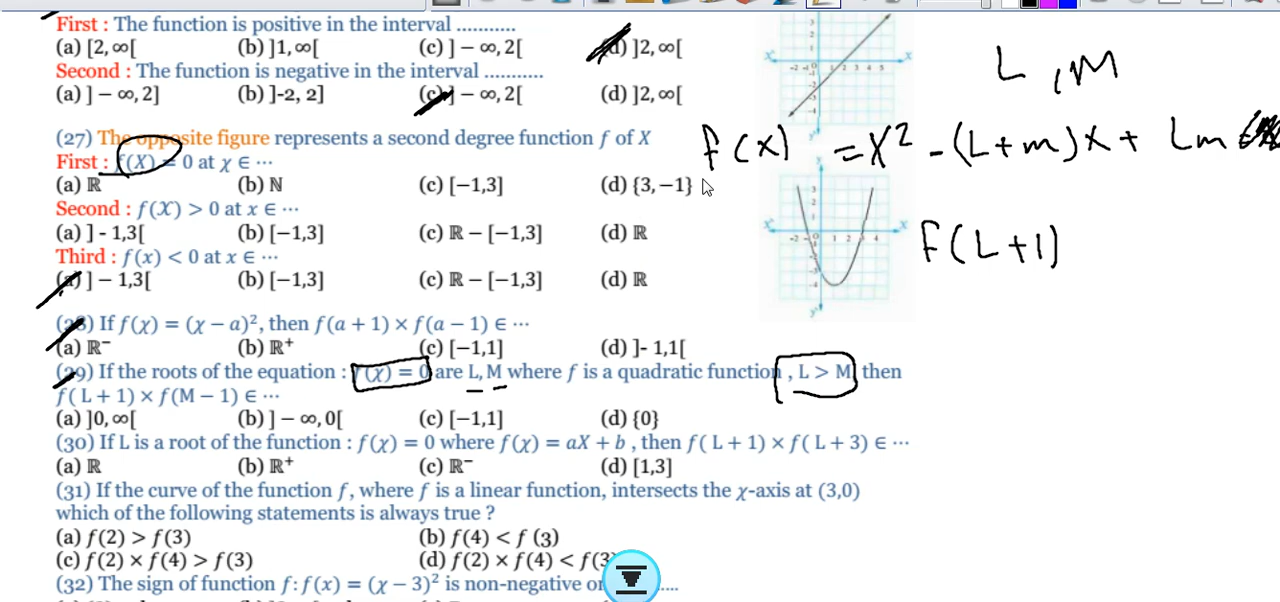 First : The function is positive in the interval ...........
(a) [2, ∞[ (b) ]1, ∞[ (c) ] − ∞, 2[ (d) ]2, ∞[
Second : The function is negative in the interval ...........
(a) ] − ∞, 2] (b) ]-2, 2] (c) ] − ∞, 2[ (d) ]2, ∞[
L , M
(27) The opposite figure represents a second degree function f of X
f(x) = x² - (L+m)x + Lm
First : f(X) = 0 at χ ∈ ⋯
(a) ℝ (b) ℕ (c) [−1,3] (d) {3, −1}
Second : f(X) > 0 at x ∈ ⋯
(a) ] - 1,3[ (b) [−1,3] (c) ℝ − [−1,3] (d) ℝ
F(L+1)
Third : f(x) < 0 at x ∈ ⋯
(a) ] − 1,3[ (b) [−1,3] (c) ℝ − [−1,3] (d) ℝ
(28) If f(χ) = (χ − a)², then f(a + 1) × f(a − 1) ∈ ⋯
(a) ℝ⁻ (b) ℝ⁺ (c) [−1,1] (d) ]- 1,1[
(29) If the roots of the equation : f(χ) = 0 are L, M where f is a quadratic function , L > M, then
f( L + 1) × f(M − 1) ∈ ⋯
(a) ]0, ∞[ (b) ] − ∞, 0[ (c) [−1,1] (d) {0}
(30) If L is a root of the function : f(χ) = 0 where f(χ) = aX + b , then f( L + 1) × f( L + 3) ∈ ⋯
(a) ℝ (b) ℝ⁺ (c) ℝ⁻ (d) [1,3]
(31) If the curve of the function f, where f is a linear function, intersects the χ-axis at (3,0)
which of the following statements is always true ?
(a) f(2) > f(3) (b) f(4) < f (3)
(c) f(2) × f(4) > f(3) (d) f(2) × f(4) < f(3
(32) The sign of function f: f(x) = (χ − 3)² is non-negative